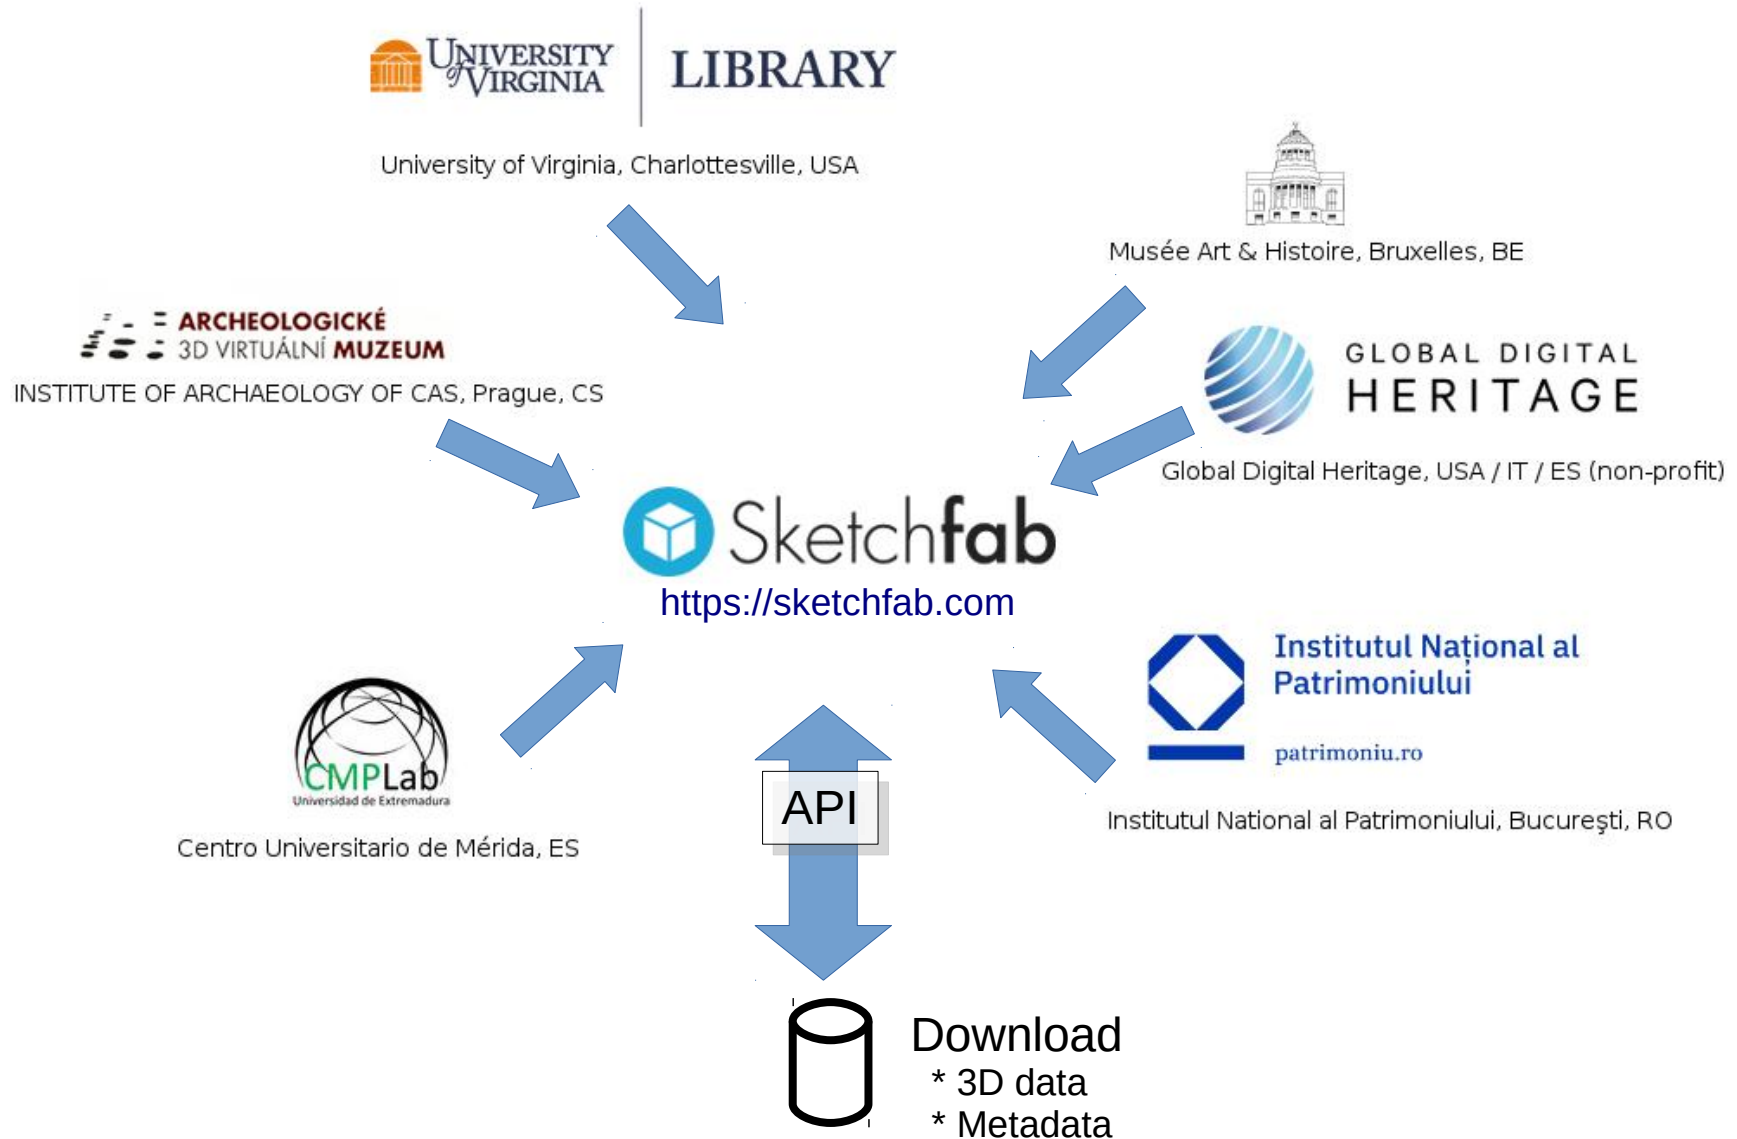 UNIVERSITY
of VIRGINIA
LIBRARY
University of Virginia, Charlottesville, USA
Musée Art & Histoire, Bruxelles, BE
ARCHEOLOGICKÉ
3D VIRTUÁLNÍ MUZEUM
INSTITUTE OF ARCHAEOLOGY OF CAS, Prague, CS
GLOBAL DIGITAL
HERITAGE
Global Digital Heritage, USA / IT / ES (non-profit)
Sketchfab
https://sketchfab.com
CMPLab
Universidad de Extremadura
Centro Universitario de Mérida, ES
Institutul Național al
Patrimoniului
patrimoniu.ro
Institutul National al Patrimoniului, Bucureşti, RO
API
Download
* 3D data
* Metadata